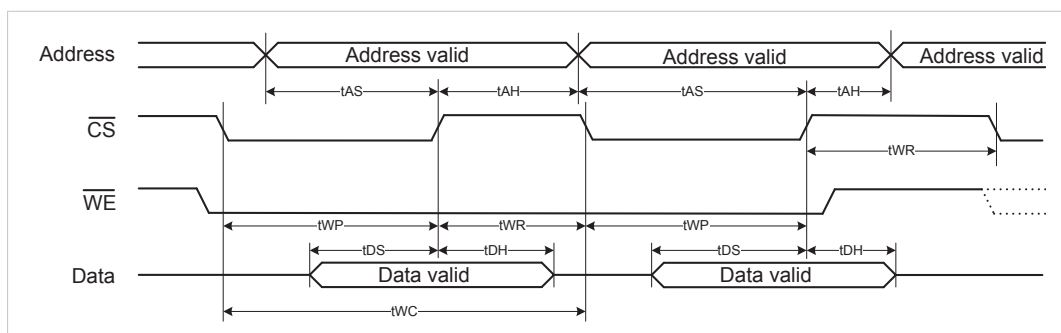 Address Address valid Address valid Address valid
tAS tAH tAS tAH
CS
tWR
WE
tWP tWR tWP
tDS tDH tDS tDH
Data Data valid Data valid
tWC